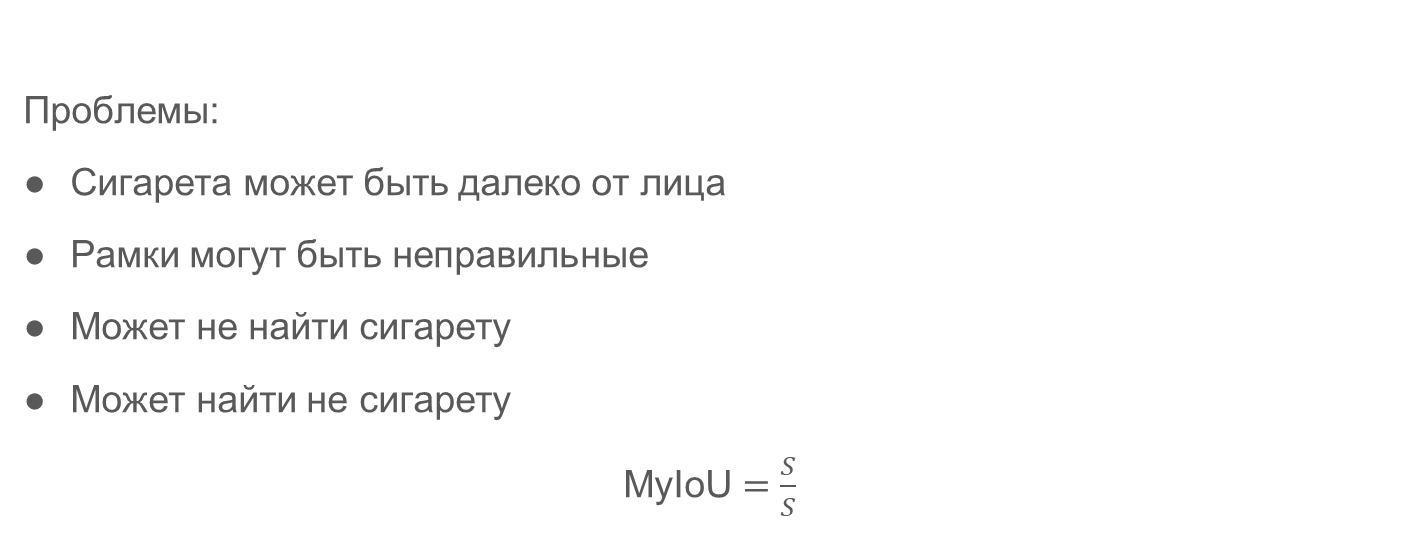 Проблемы:
● Сигарета может быть далеко от лица
● Рамки могут быть неправильные
● Может не найти сигарету
● Может найти не сигарету
MyIoU = S/S